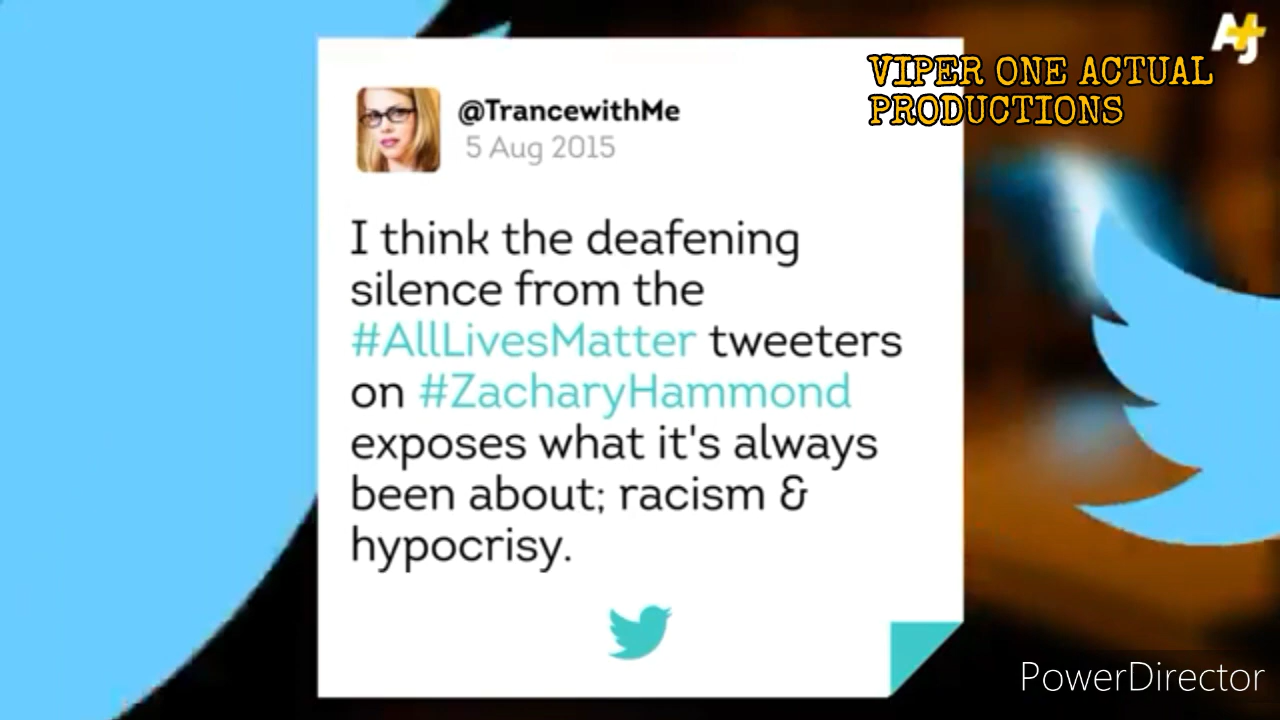 AJ+
VIPER ONE ACTUAL
PRODUCTIONS
@TrancewithMe
5 Aug 2015
I think the deafening
silence from the
#AllLivesMatter tweeters
on #ZacharyHammond
exposes what it's always
been about; racism &
hypocrisy.
PowerDirector